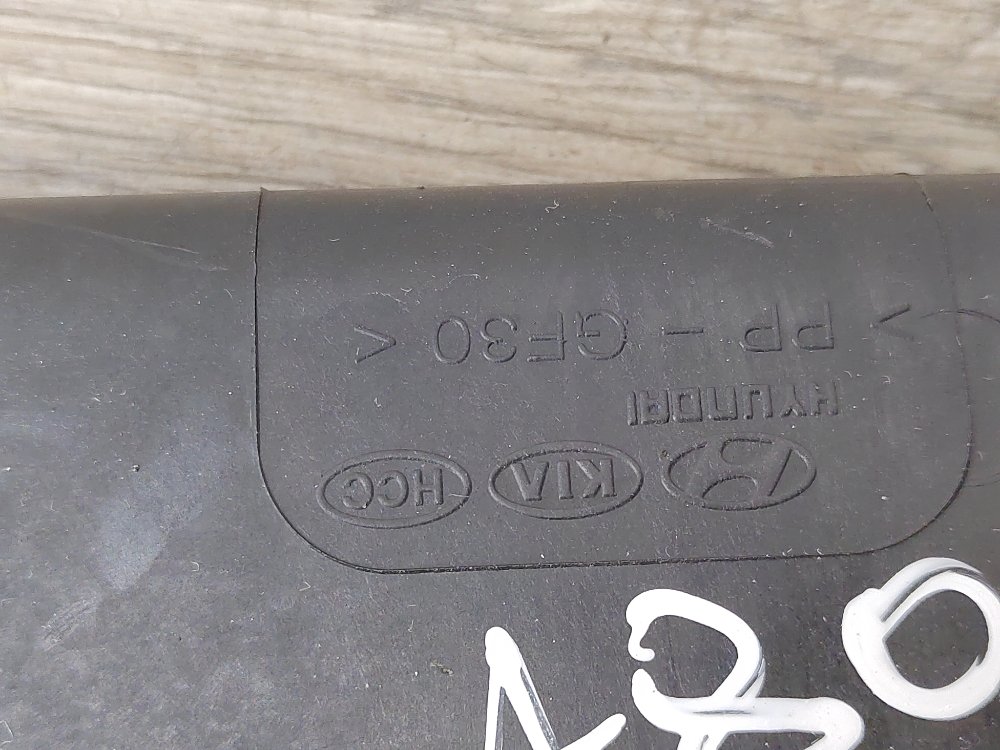 KIA HCC
HYUNDAI
> PP - GF30 <